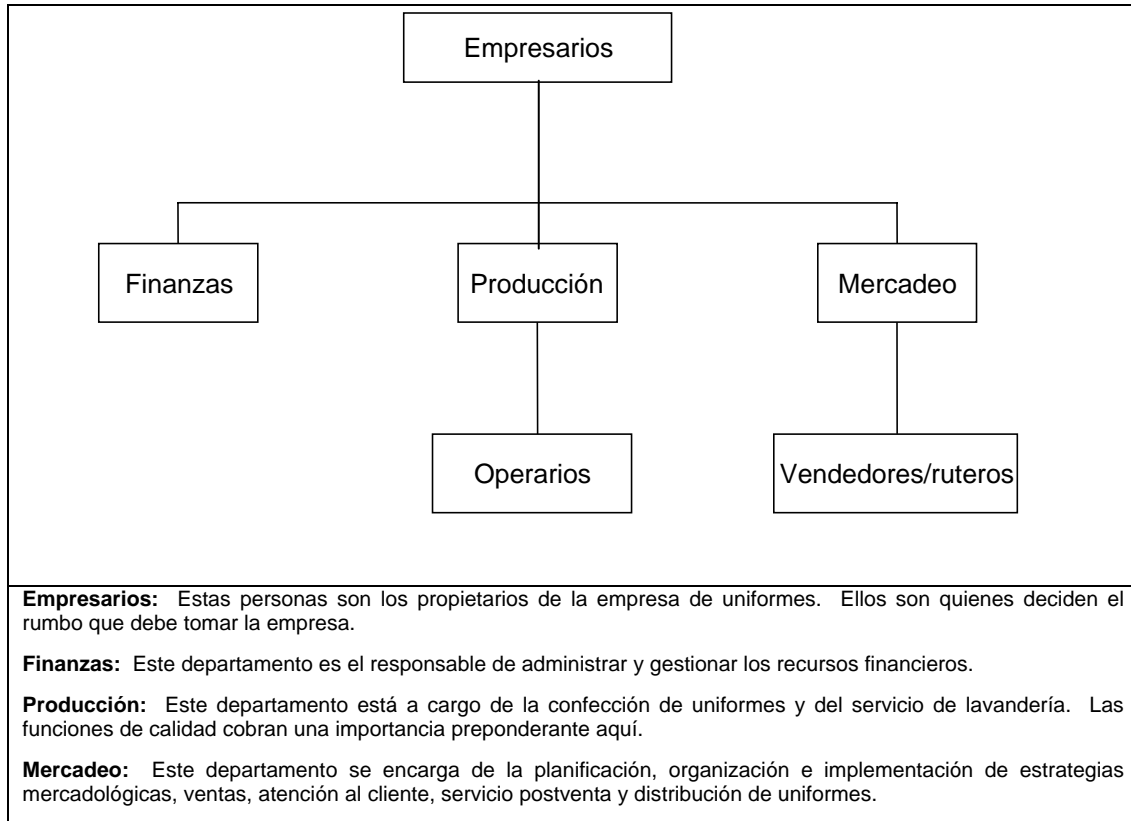 Empresarios
Finanzas
Producción
Mercadeo
Operarios
Vendedores/ruteros
Empresarios: Estas personas son los propietarios de la empresa de uniformes. Ellos son quienes deciden el
rumbo que debe tomar la empresa.
Finanzas: Este departamento es el responsable de administrar y gestionar los recursos financieros.
Producción: Este departamento está a cargo de la confección de uniformes y del servicio de lavandería. Las
funciones de calidad cobran una importancia preponderante aquí.
Mercadeo: Este departamento se encarga de la planificación, organización e implementación de estrategias
mercadológicas, ventas, atención al cliente, servicio postventa y distribución de uniformes.